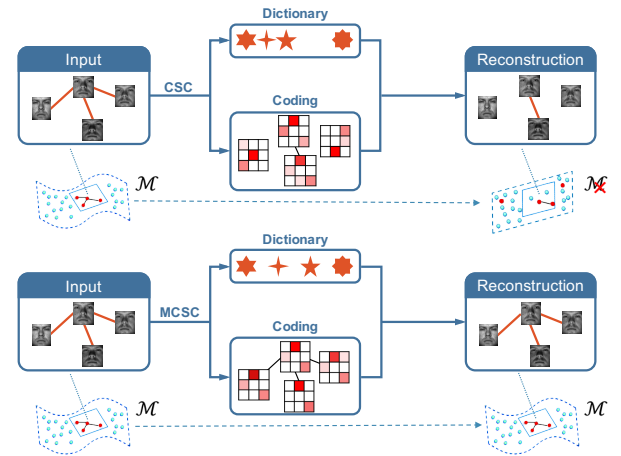 Dictionary
Input
Reconstruction
CSC
Coding
ℳ
ℳ
Dictionary
Input
Reconstruction
MCSC
Coding
ℳ
ℳ